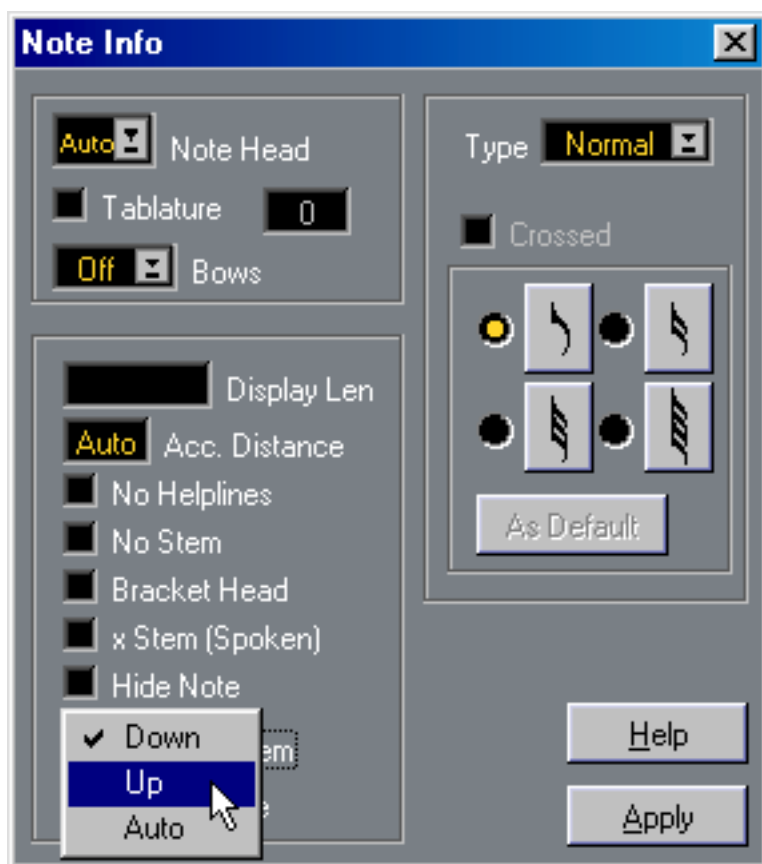 Note Info
Auto Note Head
Tablature 0
Off Bows
Type Normal
Crossed
As Default
Display Len
Auto Acc. Distance
No Helplines
No Stem
Bracket Head
x Stem (Spoken)
Hide Note
Down
Up
Auto
Help
Apply